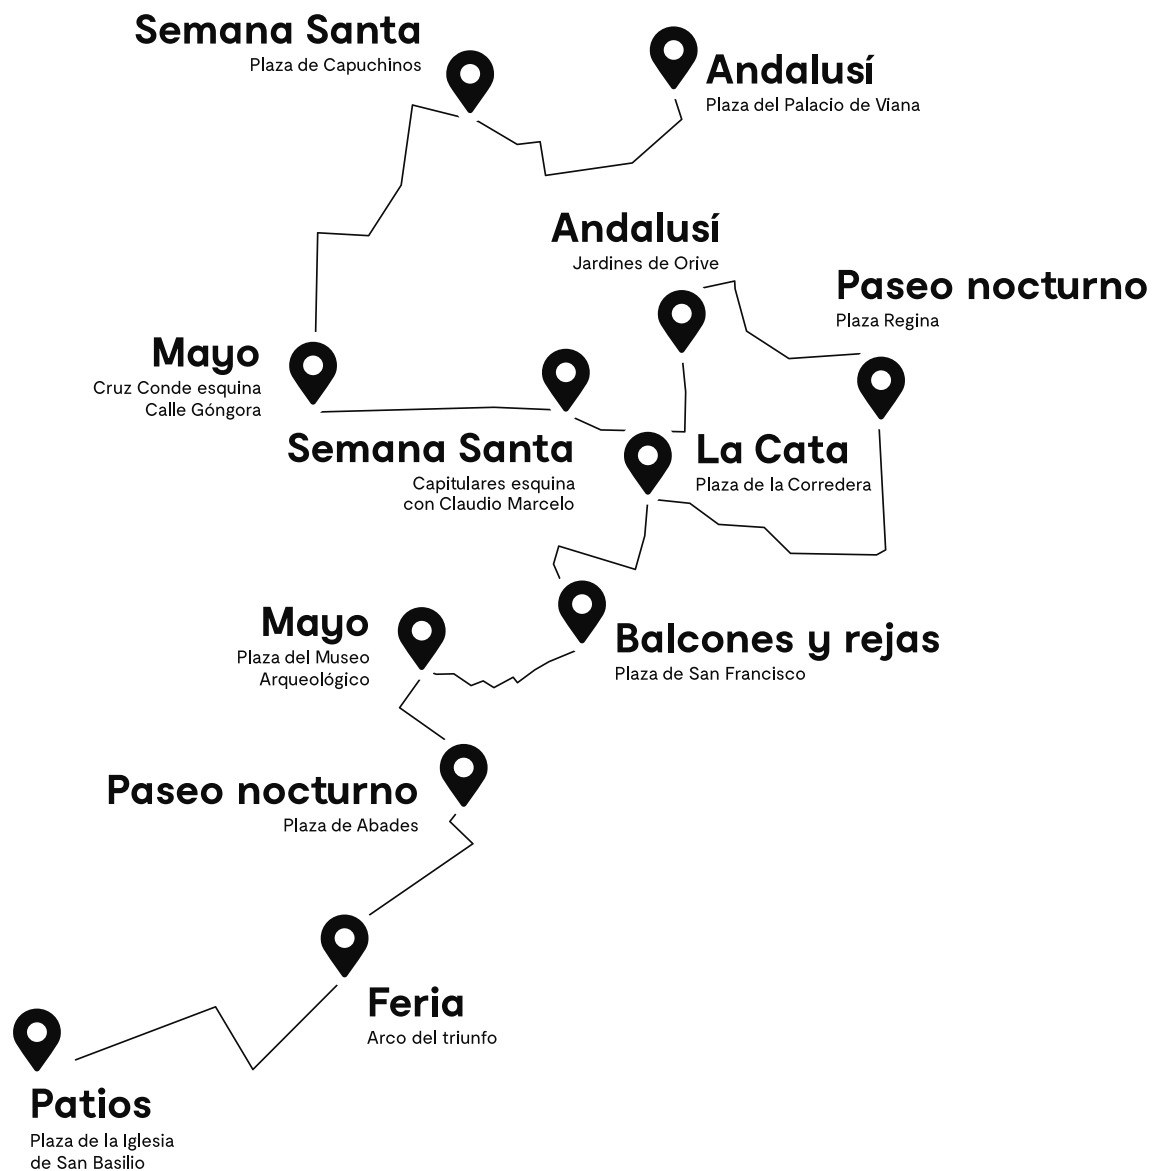 Semana Santa
Plaza de Capuchinos
Andalusí
Plaza del Palacio de Viana
Andalusí
Jardines de Orive
Paseo nocturno
Plaza Regina
Mayo
Cruz Conde esquina
Calle Góngora
Semana Santa
Capitulares esquina
con Claudio Marcelo
La Cata
Plaza de la Corredera
Mayo
Plaza del Museo
Arqueológico
Balcones y rejas
Plaza de San Francisco
Paseo nocturno
Plaza de Abades
Feria
Arco del triunfo
Patios
Plaza de la Iglesia
de San Basilio